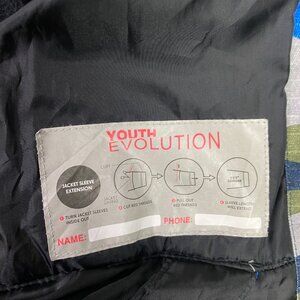 YOUTH
EVOLUTION
JACKET SLEEVE
EXTENSION
TURN JACKET SLEEVES
INSIDE OUT
CUT RED THREADS
PULL OUT
RED THREADS
SLEEVE LENGTH
WILL EXTEND
NAME:
PHONE: